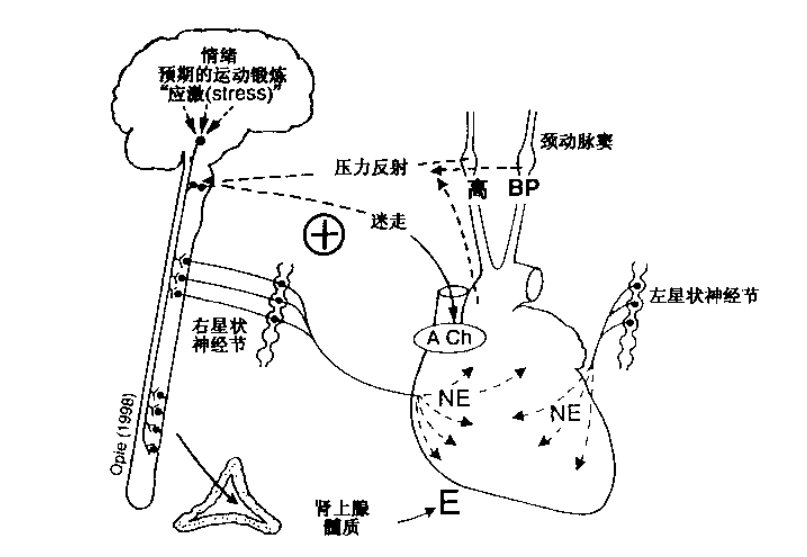 情绪
预期的运动锻炼
“应激(stress)”
颈动脉窦
压力反射
高 BP
迷走
左星状神经节
右星状
神经节
A Ch
NE
NE
Opie (1998)
肾上腺
髓质
E